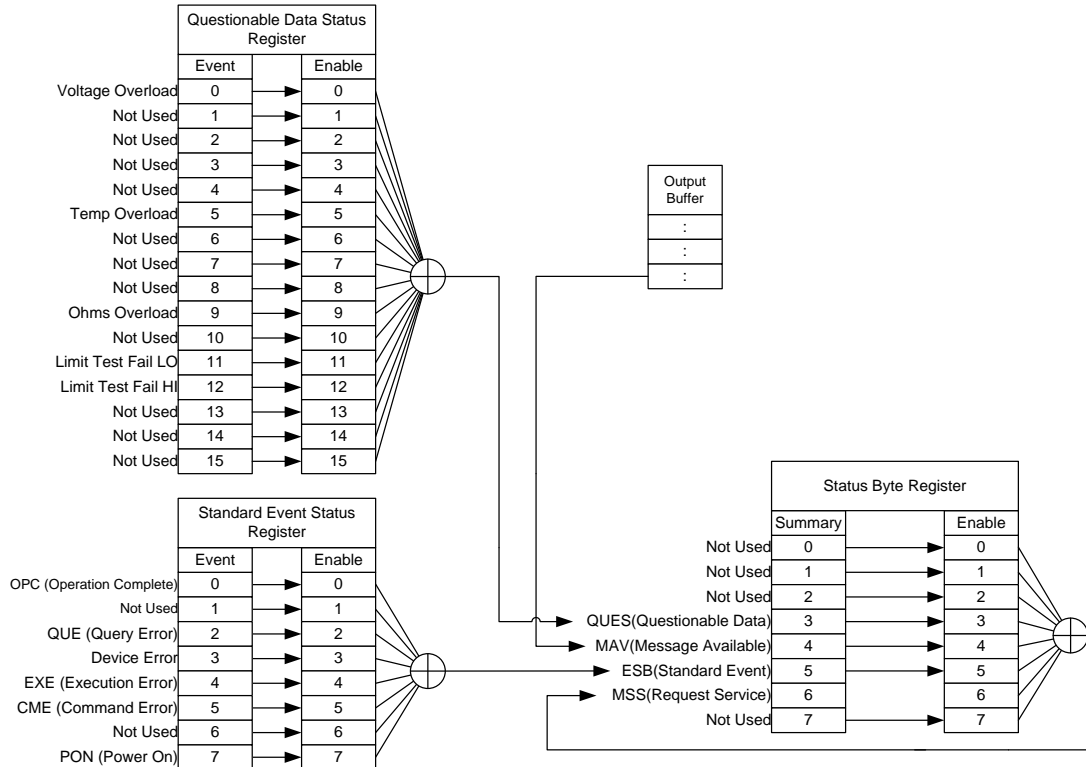 Questionable Data Status
Register
Event Enable
Voltage Overload 0 0
Not Used 1 1
Not Used 2 2
Not Used 3 3
Not Used 4 4
Temp Overload 5 5
Not Used 6 6
Not Used 7 7
Not Used 8 8
Ohms Overload 9 9
Not Used 10 10
Limit Test Fail LO 11 11
Limit Test Fail HI 12 12
Not Used 13 13
Not Used 14 14
Not Used 15 15
Output
Buffer
:
:
:
Standard Event Status
Register
Event Enable
OPC (Operation Complete) 0 0
Not Used 1 1
QUE (Query Error) 2 2
Device Error 3 3
EXE (Execution Error) 4 4
CME (Command Error) 5 5
Not Used 6 6
PON (Power On) 7 7
Status Byte Register
Summary Enable
Not Used 0 0
Not Used 1 1
Not Used 2 2
QUES(Questionable Data) 3 3
MAV(Message Available) 4 4
ESB(Standard Event) 5 5
MSS(Request Service) 6 6
Not Used 7 7